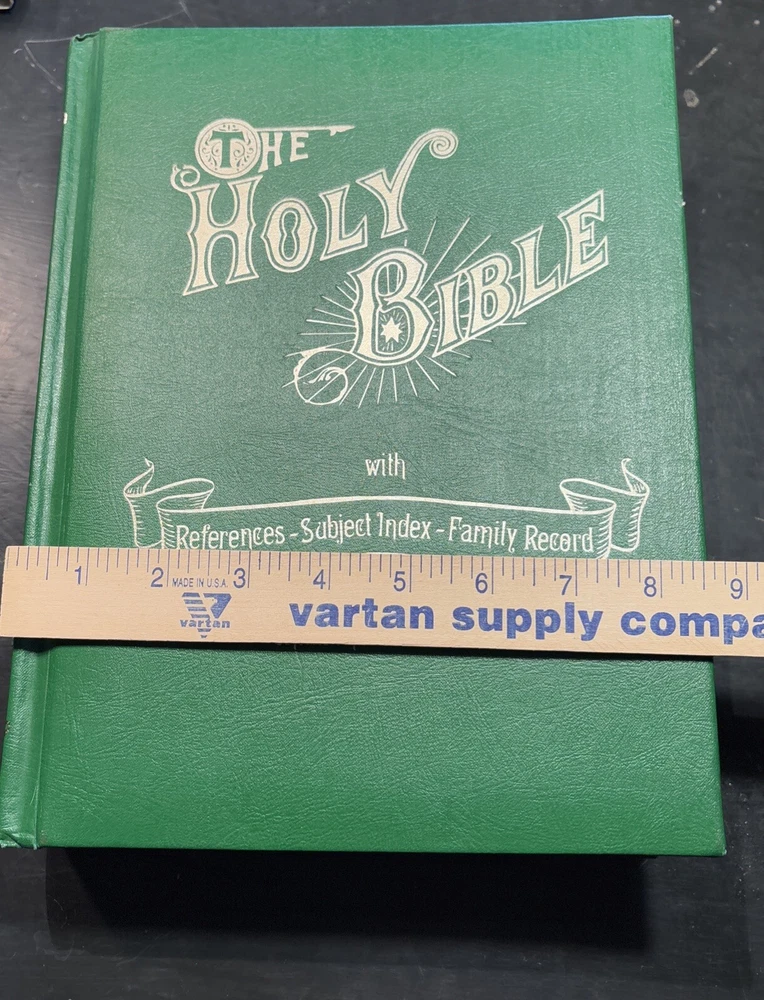 THE
HOLY
BIBLE
with
References - Subject Index - Family Record
1 2 3 4 5 6 7 8 9
MADE IN U.S.A.
vartan
vartan supply compa